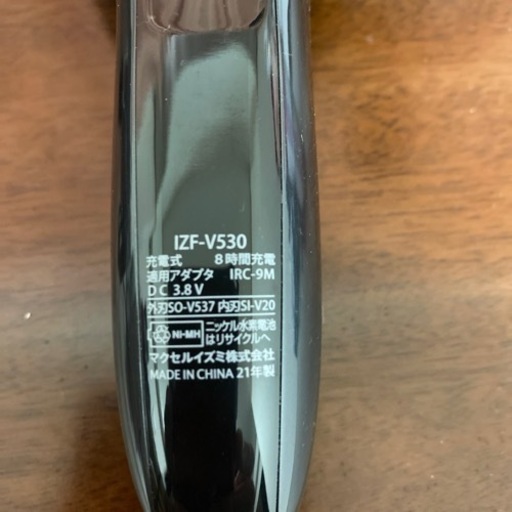 IZF-V530
充電式 8時間充電
適用アダプタ IRC-9M
DC 3.8V
外刃SO-V537 内刃SI-V20
Ni-MH ニッケル水素電池
はリサイクルへ
マクセルイズミ株式会社
MADE IN CHINA 21年製